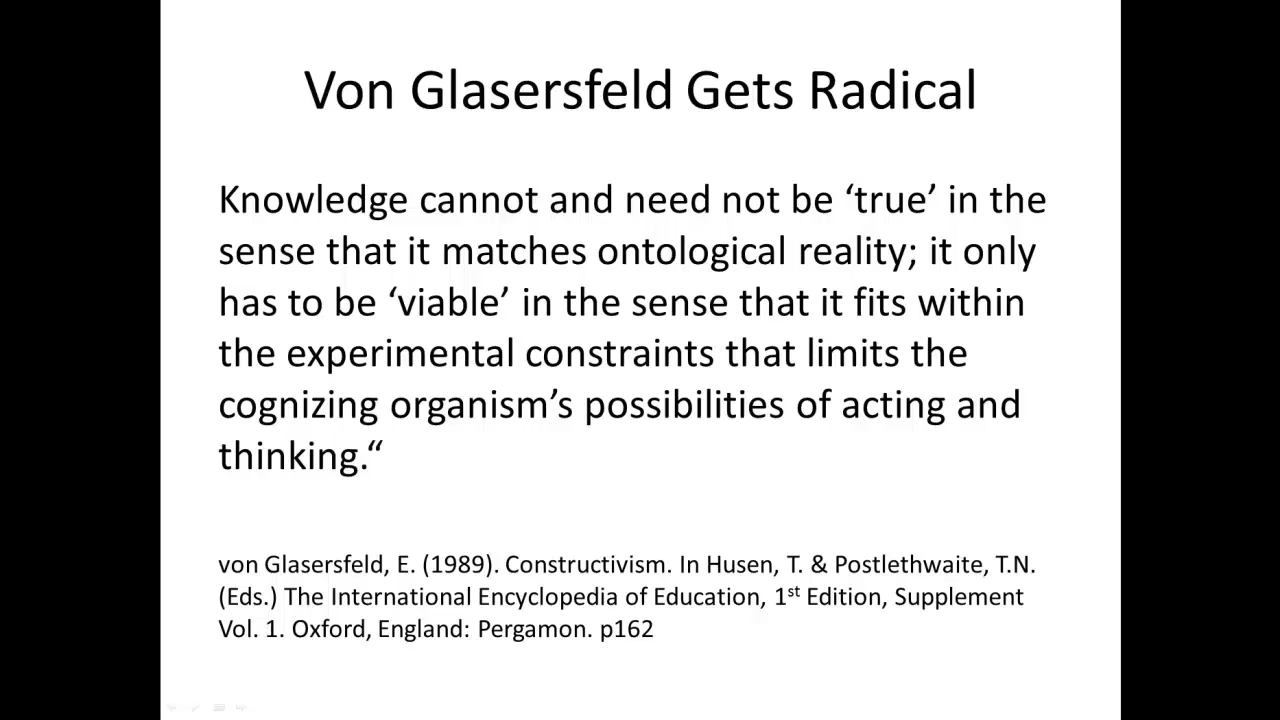 Von Glasersfeld Gets Radical
Knowledge cannot and need not be ‘true’ in the
sense that it matches ontological reality; it only
has to be ‘viable’ in the sense that it fits within
the experimental constraints that limits the
cognizing organism’s possibilities of acting and
thinking.“
von Glasersfeld, E. (1989). Constructivism. In Husen, T. & Postlethwaite, T.N.
(Eds.) The International Encyclopedia of Education, 1st Edition, Supplement
Vol. 1. Oxford, England: Pergamon. p162